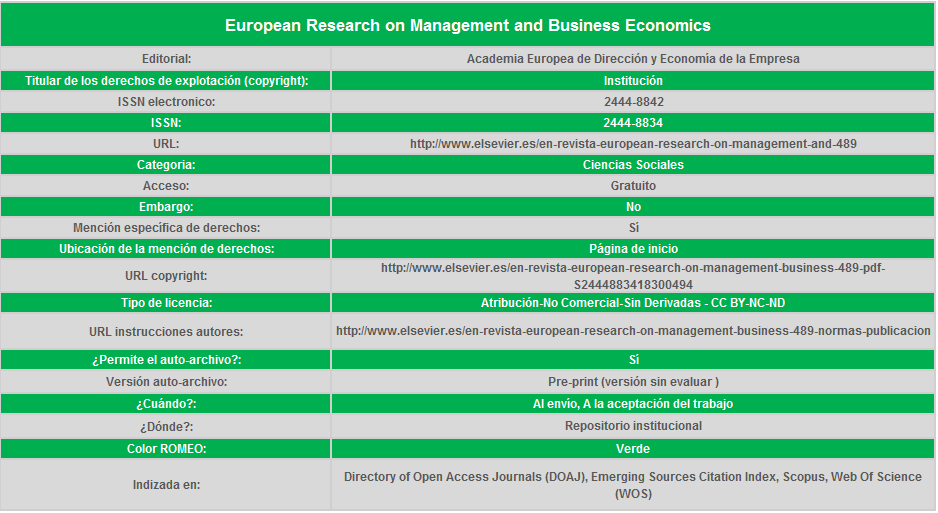 European Research on Management and Business Economics
Editorial: Academia Europea de Dirección y Economía de la Empresa
Titular de los derechos de explotación (copyright): Institución
ISSN electronico: 2444-8842
ISSN: 2444-8834
URL: http://www.elsevier.es/en-revista-european-research-on-management-and-489
Categoria: Ciencias Sociales
Acceso: Gratuito
Embargo: No
Mención específica de derechos: Sí
Ubicación de la mención de derechos: Página de inicio
URL copyright: http://www.elsevier.es/en-revista-european-research-on-management-business-489-pdf-
S2444883418300494
Tipo de licencia: Atribución-No Comercial-Sin Derivadas - CC BY-NC-ND
URL instrucciones autores: http://www.elsevier.es/en-revista-european-research-on-management-business-489-normas-publicacion
¿Permite el auto-archivo?: Sí
Versión auto-archivo: Pre-print (versión sin evaluar )
¿Cuándo?: Al envío, A la aceptación del trabajo
¿Dónde?: Repositorio institucional
Color ROMEO: Verde
Indizada en: Directory of Open Access Journals (DOAJ), Emerging Sources Citation Index, Scopus, Web Of Science
(WOS)